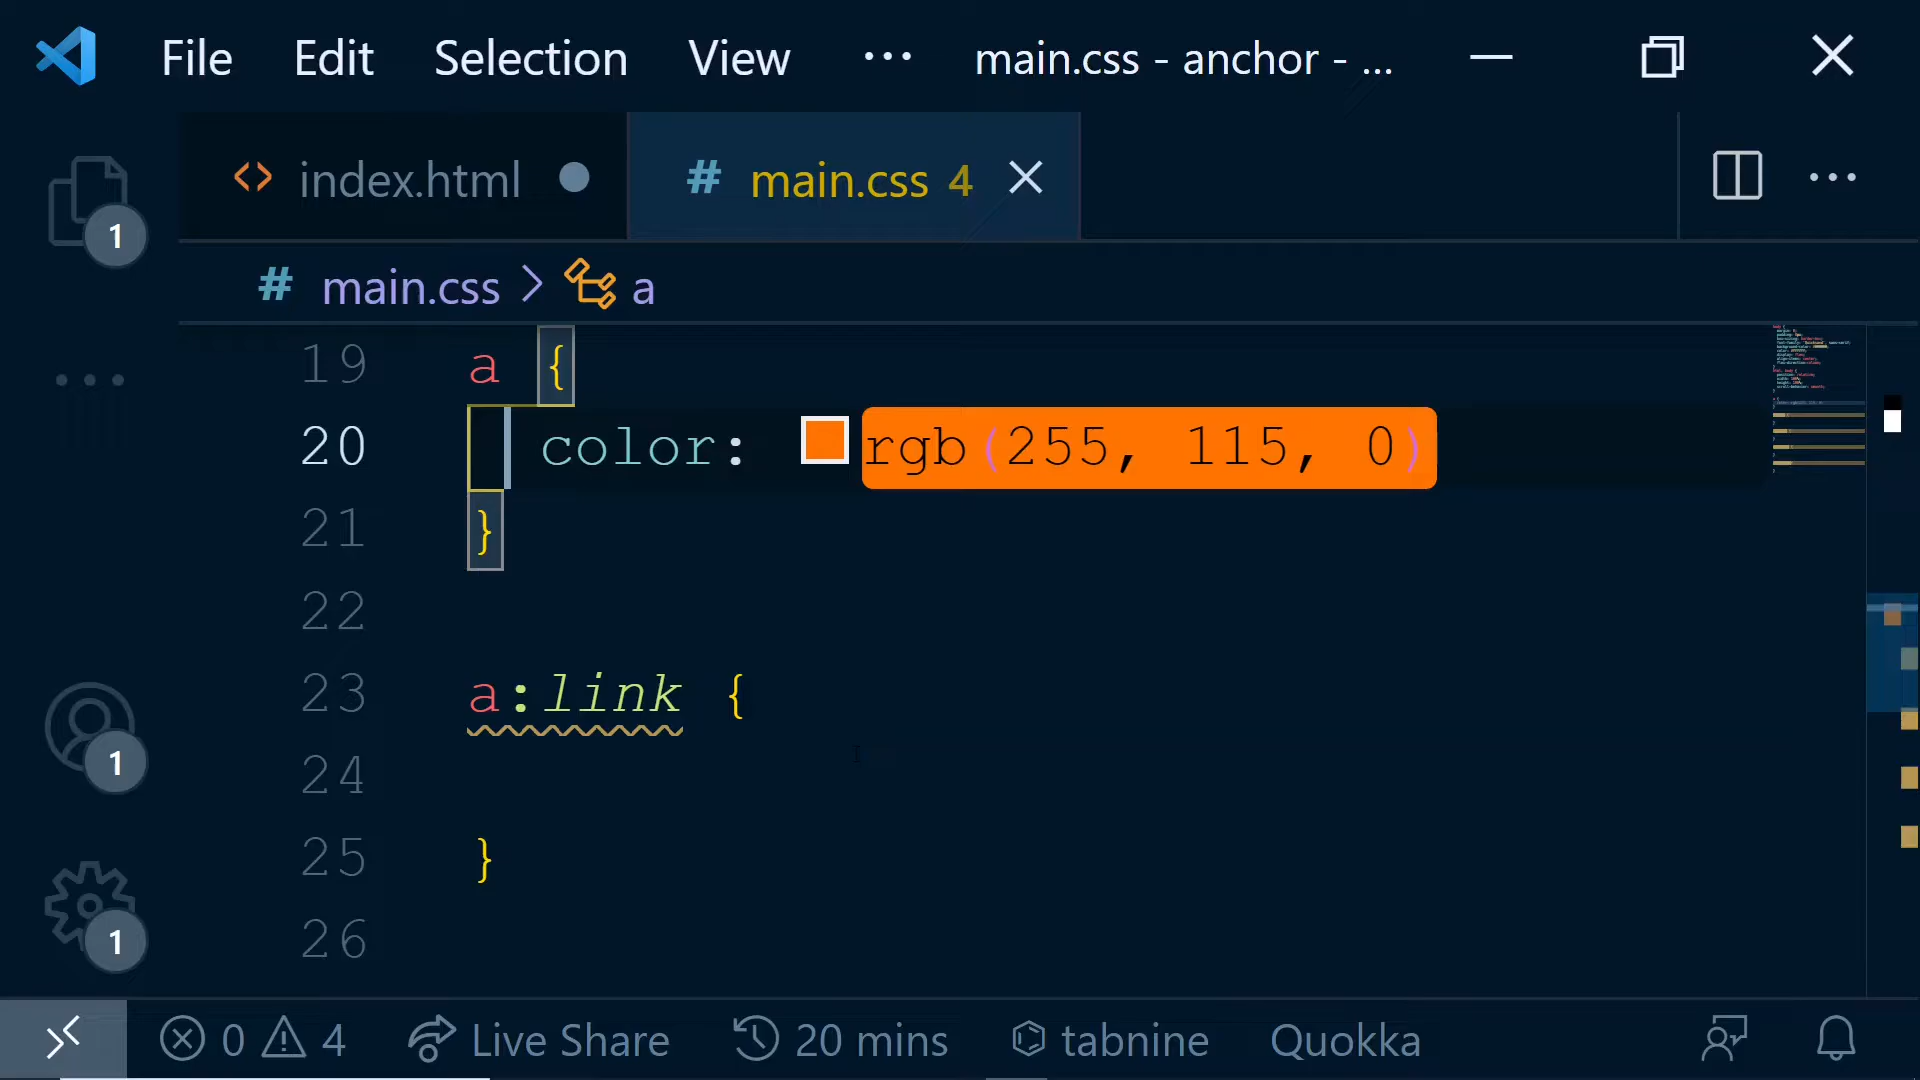 File Edit Selection View ··· main.css - anchor - ...
<> index.html # main.css 4
1
# main.css > a
19 a {
20 color: rgb(255, 115, 0)
21 }
22
23 a:link {
24
1
25 }
26
1
0 4 Live Share 20 mins tabnine Quokka